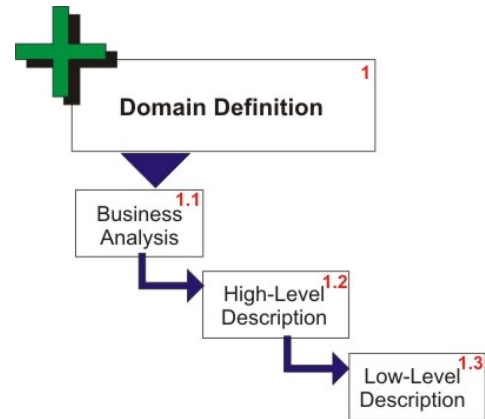 1
Domain Definition
1.1
Business
Analysis
1.2
High-Level
Description
1.3
Low-Level
Description